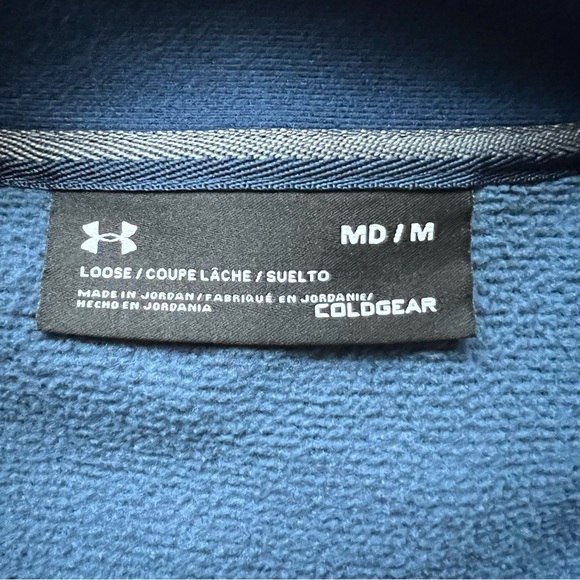 MD / M
LOOSE / COUPE LÂCHE / SUELTO
MADE IN JORDAN / FABRIQUÉ EN JORDANIE /
HECHO EN JORDANIA
COLDGEAR